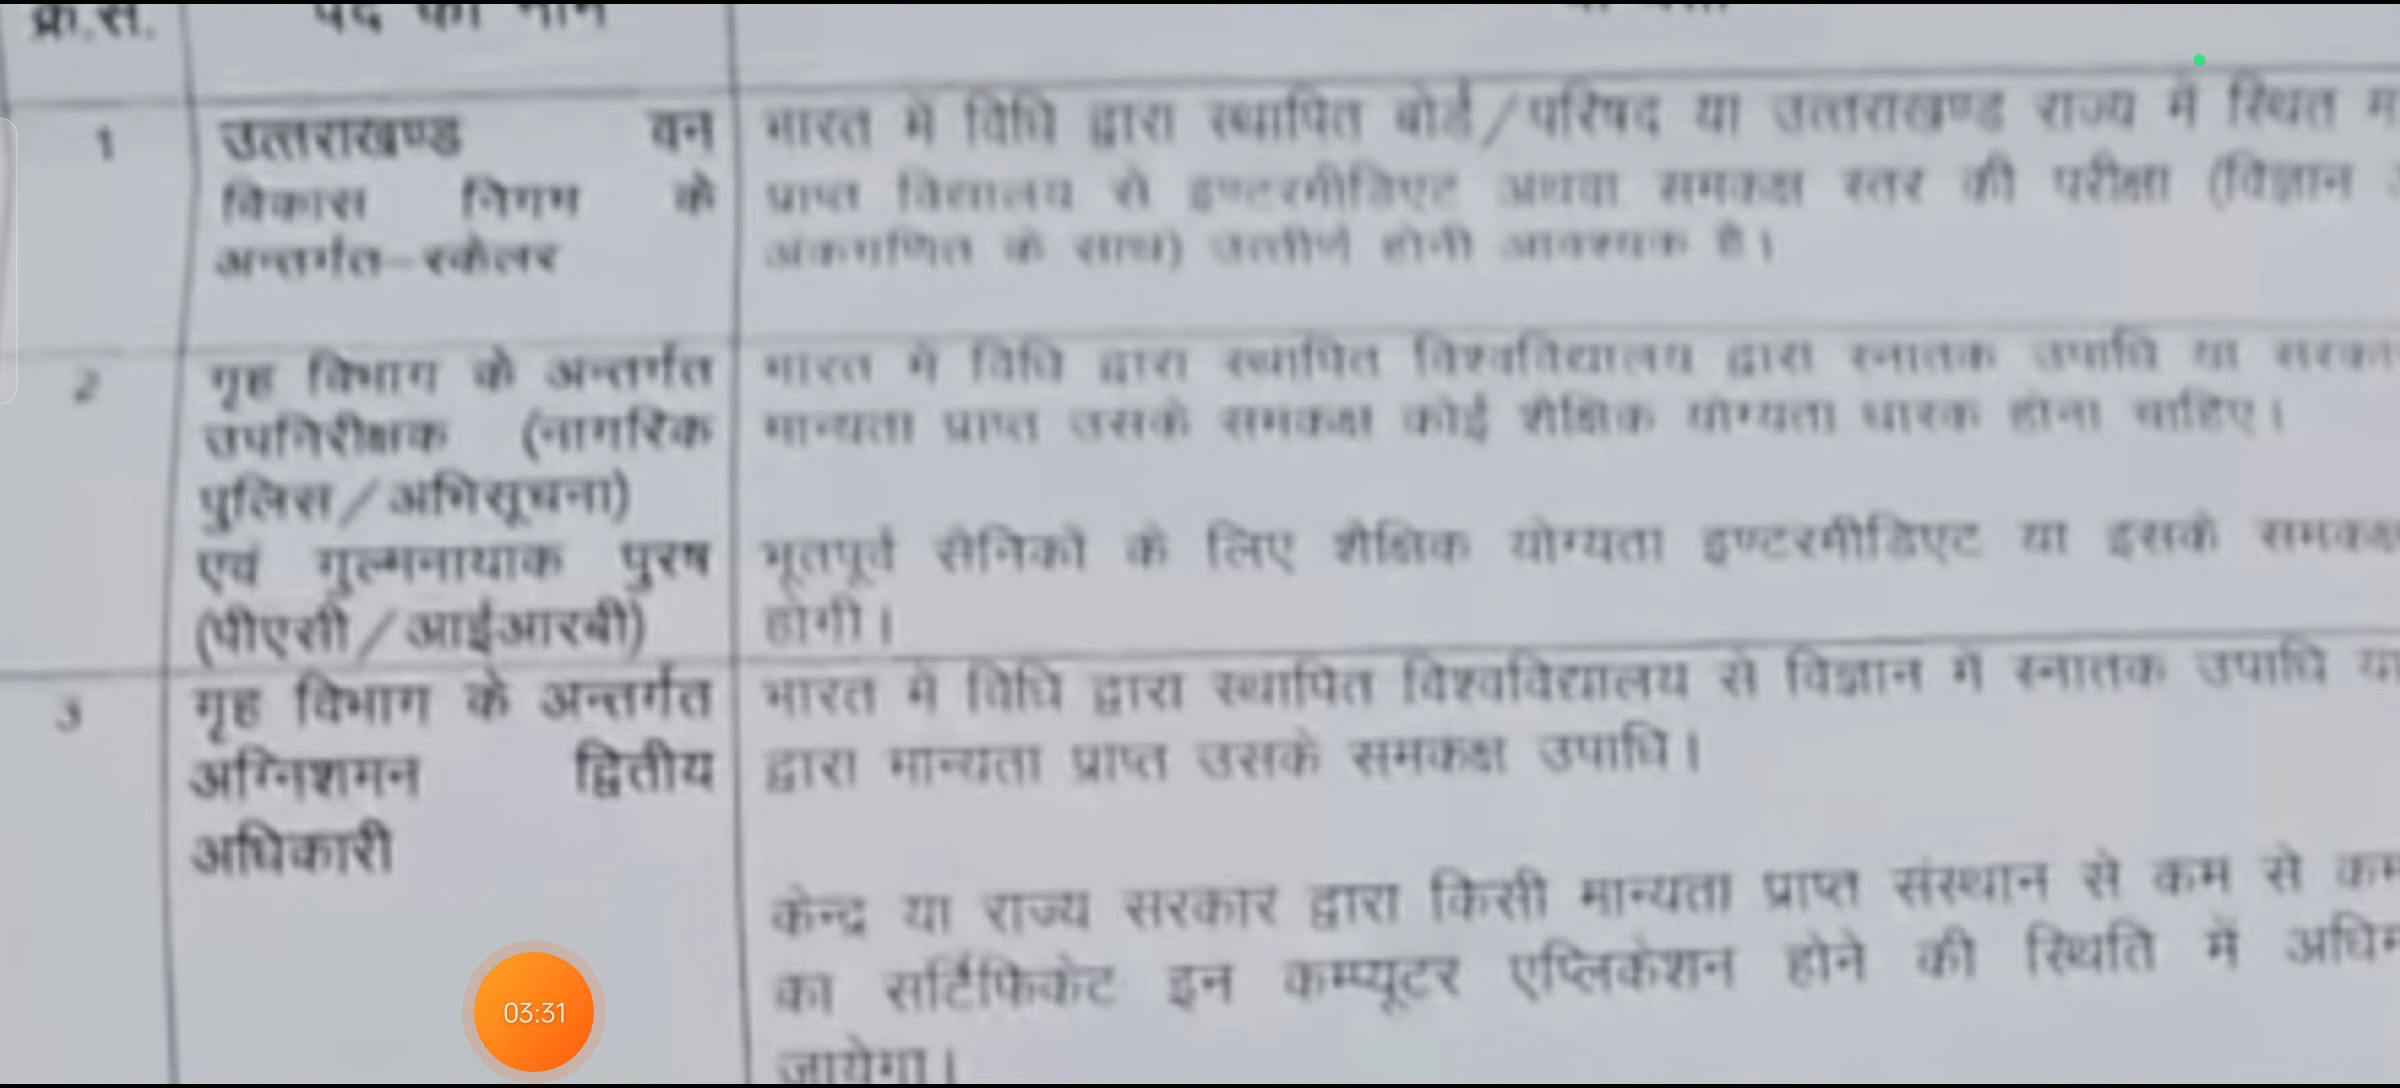 क्र.सं. पद का नाम
1 उत्तराखण्ड वन
विकास निगम के
अन्तर्गत–स्केलर
भारत में विधि द्वारा स्थापित बोर्ड/परिषद या उत्तराखण्ड राज्य में स्थित
प्राप्त विद्यालय से इण्टरमीडिएट अथवा समकक्ष स्तर की परीक्षा (विज्ञान
अंकगणित के साथ) उत्तीर्ण होनी आवश्यक है।
2 गृह विभाग के अन्तर्गत
उपनिरीक्षक (नागरिक
पुलिस/अभिसूचना)
एवं गुल्मनायाक पुरष
(पीएसी/आईआरबी)
भारत में विधि द्वारा स्थापित विश्वविद्यालय द्वारा स्नातक उपाधि या
मान्यता प्राप्त उसके समकक्ष कोई शैक्षिक योग्यता धारक होना चाहिए।
भूतपूर्व सैनिकों के लिए शैक्षिक योग्यता इण्टरमीडिएट या इसके समकक्ष
होगी।
3 गृह विभाग के अन्तर्गत
अग्निशमन द्वितीय
अधिकारी
भारत में विधि द्वारा स्थापित विश्वविद्यालय से विज्ञान में स्नातक उपाधि या
द्वारा मान्यता प्राप्त उसके समकक्ष उपाधि।
केन्द्र या राज्य सरकार द्वारा किसी मान्यता प्राप्त संस्थान से कम से कम
का सर्टिफिकेट इन कम्प्यूटर एप्लिकेशन होने की स्थिति में
जायेगा।
03:31